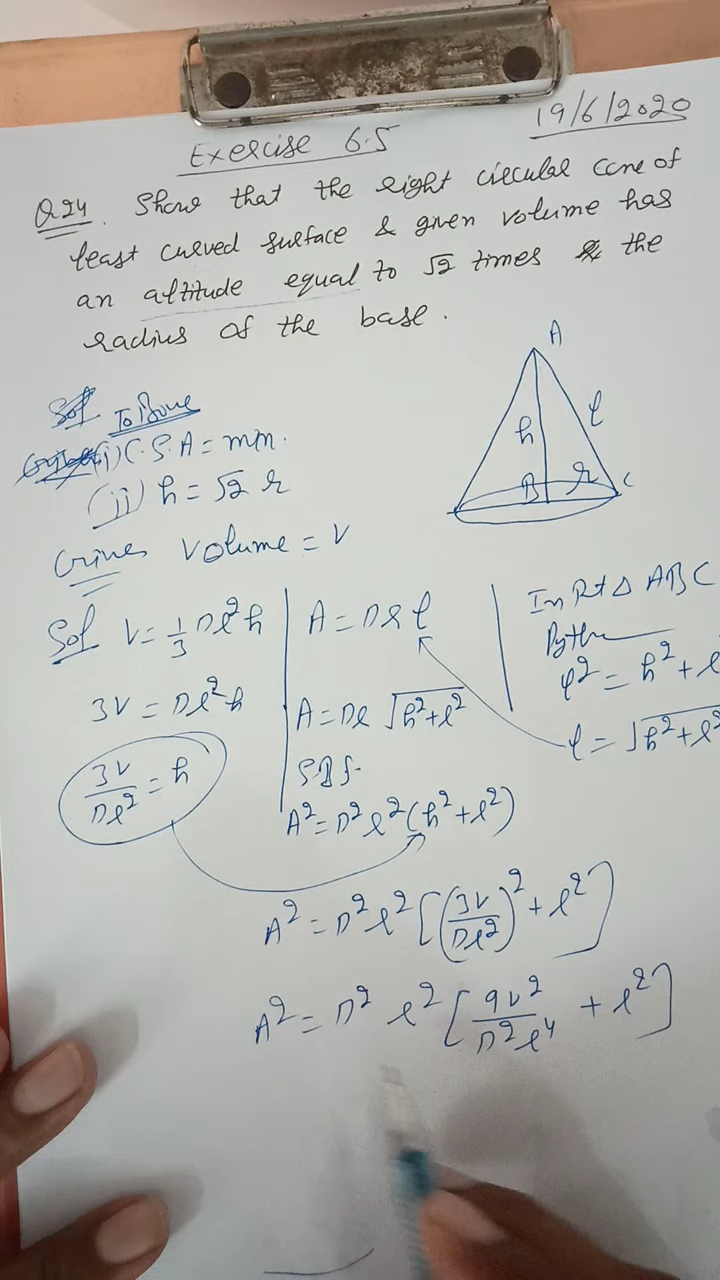 19/6/2020
Exercise 6.5
Q24. Show that the right circular cone of
least curved surface & given volume has
an altitude equal to √2 times the
radius of the base.
Sol To Prove
(i) C.S.A = min.
(ii) h = √2 r
Given Volume = V
A
h
l
B
r
C
Sol V = 1/3 πr²h
3V = πr²h
3V/πr² = h
A = πrl
A = πr √h²+r²
A² = π²r²(h²+r²)
In Rt Δ ABC
l² = h²+r
l = √h²+r²
A² = π²r²[(3V/πr²)²+r²]
A² = π² r² [9V²/π²r⁴ + r²]